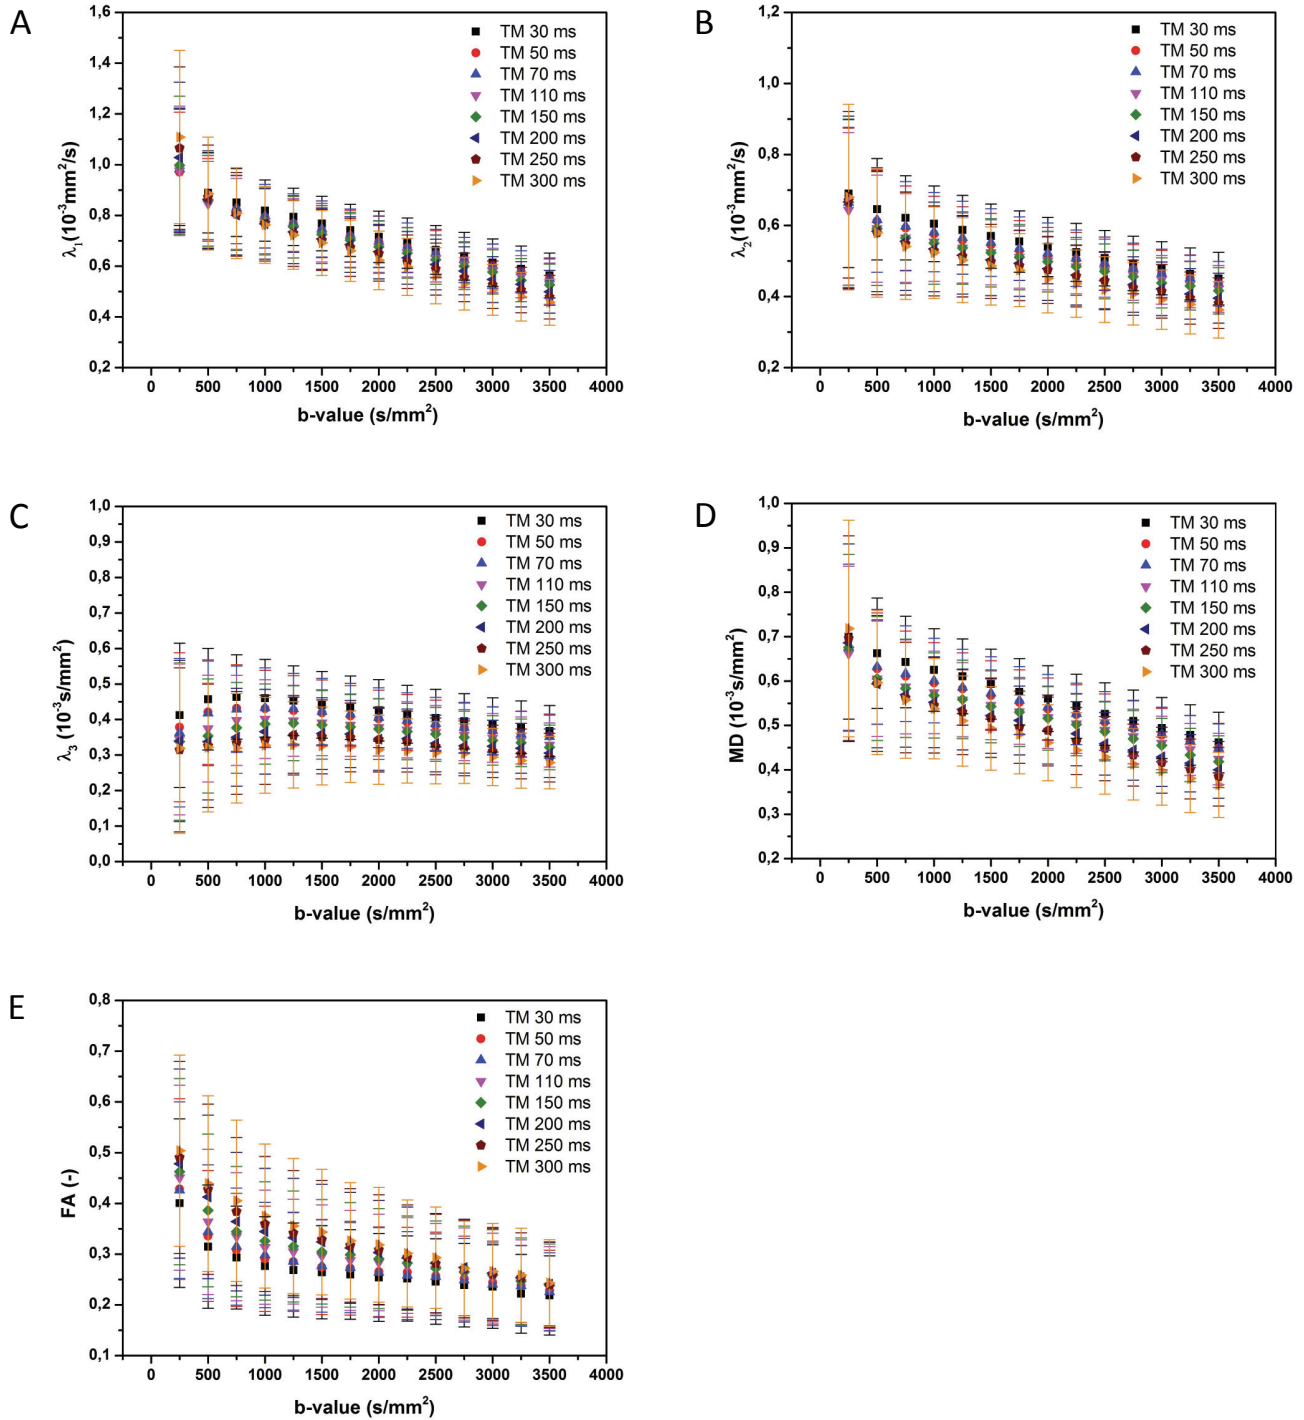 A
λ1(10-3mm2/s)
1,6
1,4
1,2
1,0
0,8
0,6
0,4
0,2
TM 30 ms
TM 50 ms
TM 70 ms
TM 110 ms
TM 150 ms
TM 200 ms
TM 250 ms
TM 300 ms
0 500 1000 1500 2000 2500 3000 3500 4000
b-value (s/mm2)
B
λ2(10-3mm2/s)
1,2
1,0
0,8
0,6
0,4
0,2
TM 30 ms
TM 50 ms
TM 70 ms
TM 110 ms
TM 150 ms
TM 200 ms
TM 250 ms
TM 300 ms
0 500 1000 1500 2000 2500 3000 3500 4000
b-value (s/mm2)
C
λ3 (10-3s/mm2)
1,0
0,9
0,8
0,7
0,6
0,5
0,4
0,3
0,2
0,1
0,0
TM 30 ms
TM 50 ms
TM 70 ms
TM 110 ms
TM 150 ms
TM 200 ms
TM 250 ms
TM 300 ms
0 500 1000 1500 2000 2500 3000 3500 4000
b-value (s/mm2)
D
MD (10-3s/mm2)
1,0
0,9
0,8
0,7
0,6
0,5
0,4
0,3
0,2
TM 30 ms
TM 50 ms
TM 70 ms
TM 110 ms
TM 150 ms
TM 200 ms
TM 250 ms
TM 300 ms
0 500 1000 1500 2000 2500 3000 3500 4000
b-value (s/mm2)
E
FA (-)
0,8
0,7
0,6
0,5
0,4
0,3
0,2
0,1
TM 30 ms
TM 50 ms
TM 70 ms
TM 110 ms
TM 150 ms
TM 200 ms
TM 250 ms
TM 300 ms
0 500 1000 1500 2000 2500 3000 3500 4000
b-value (s/mm2)